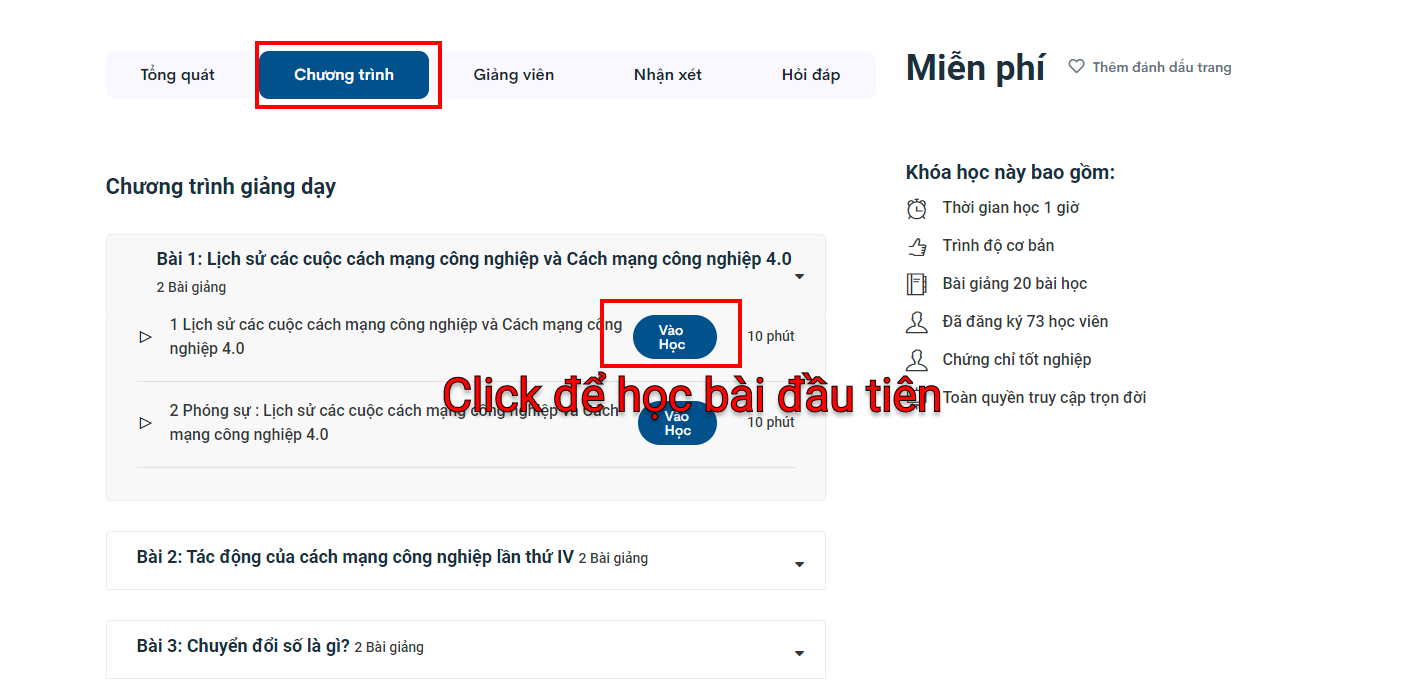 Tổng quát
Chương trình
Giảng viên
Nhận xét
Hỏi đáp
Miễn phí
Thêm đánh dấu trang
Chương trình giảng dạy
Bài 1: Lịch sử các cuộc cách mạng công nghiệp và Cách mạng công nghiệp 4.0
2 Bài giảng
1 Lịch sử các cuộc cách mạng công nghiệp và Cách mạng công
nghiệp 4.0
Vào
Học
10 phút
Click để học bài đầu tiên
2 Phóng sự : Lịch sử các cuộc cách mạng công nghiệp và Cách
mạng công nghiệp 4.0
Vào
Học
10 phút
Bài 2: Tác động của cách mạng công nghiệp lần thứ IV 2 Bài giảng
Bài 3: Chuyển đổi số là gì? 2 Bài giảng
Khóa học này bao gồm:
Thời gian học 1 giờ
Trình độ cơ bản
Bài giảng 20 bài học
Đã đăng ký 73 học viên
Chứng chỉ tốt nghiệp
Toàn quyền truy cập trọn đời